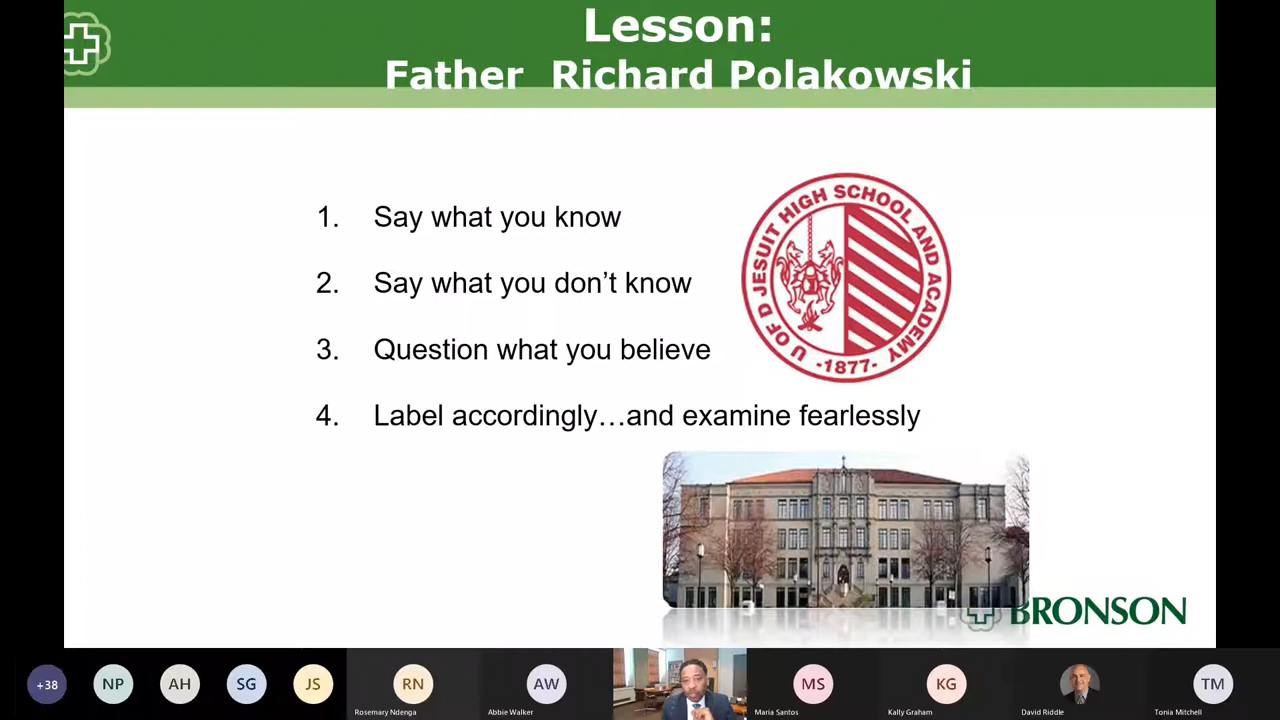 Lesson:
Father Richard Polakowski
1. Say what you know
2. Say what you don’t know
3. Question what you believe
4. Label accordingly…and examine fearlessly
U OF D JESUIT HIGH SCHOOL AND ACADEMY
-1877-
BRONSON
+38
NP
AH
SG
JS
RN
AW
MS
KG
TM
Rosemary Ndenga
Abbie Walker
Maria Santos
Kally Graham
David Riddle
Tonia Mitchell